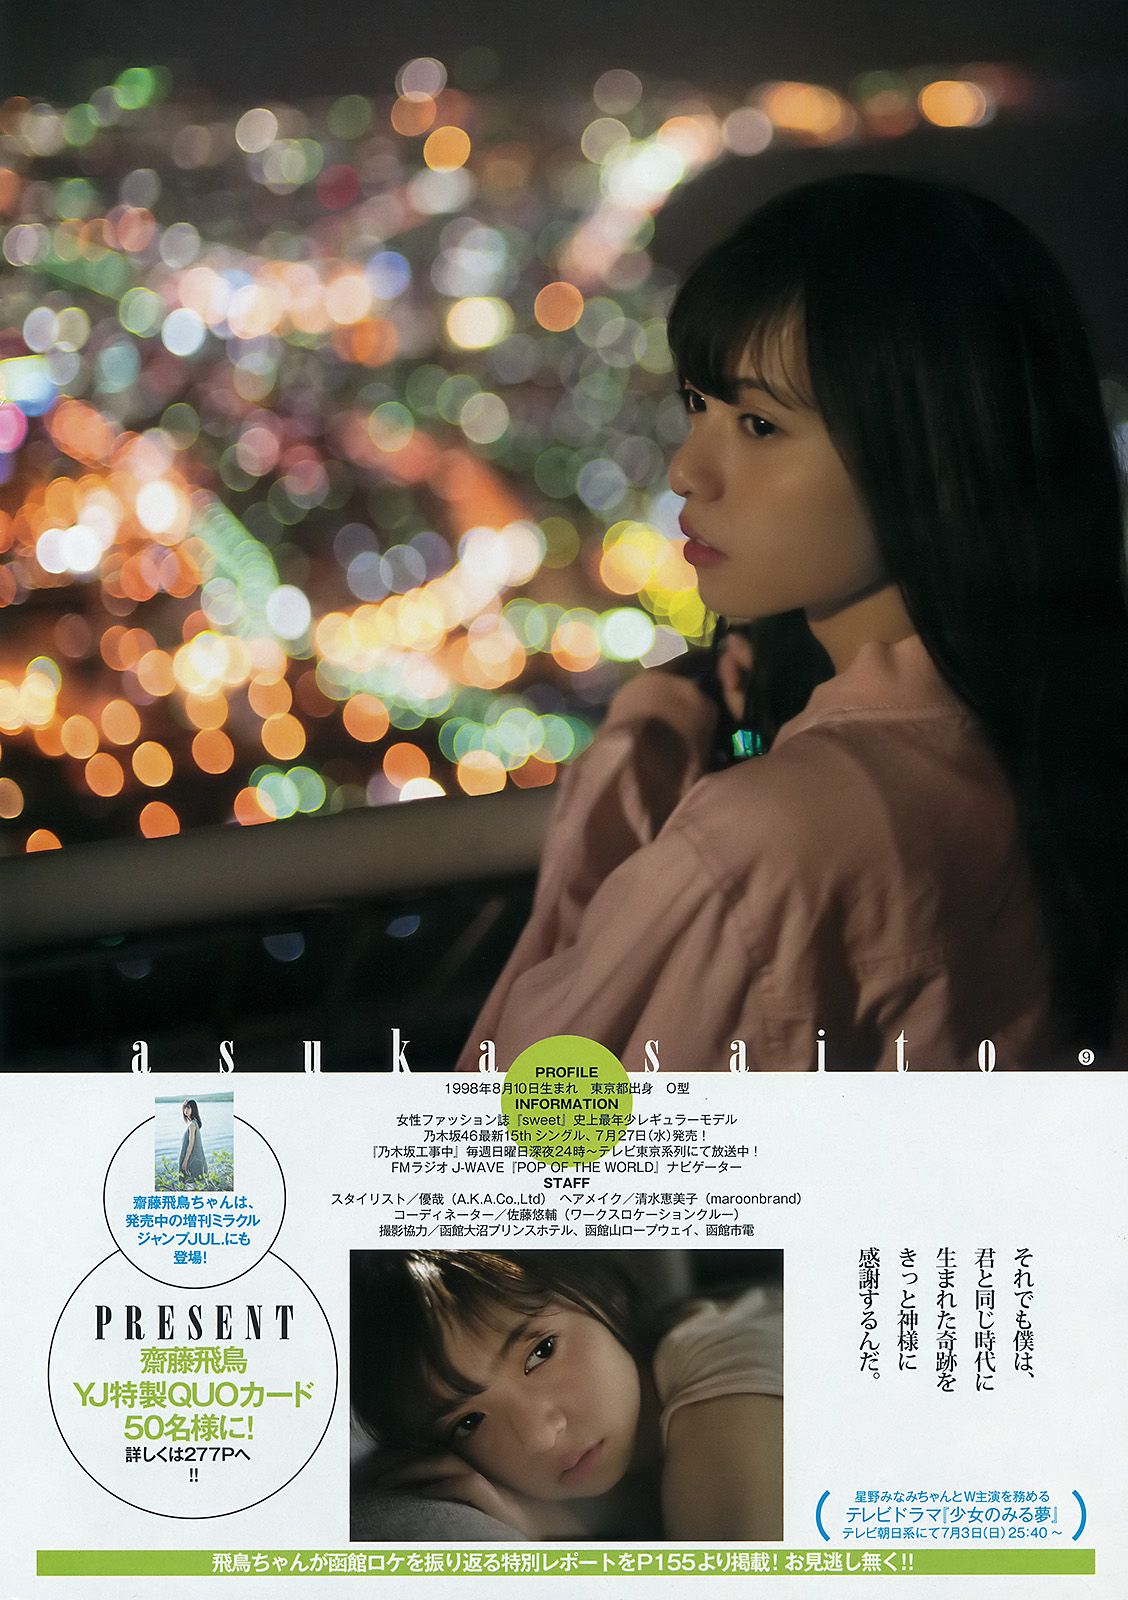 asuka saito
9
PROFILE
1998年8月10日生まれ　東京都出身　O型
INFORMATION
女性ファッション誌『sweet』史上最年少レギュラーモデル
乃木坂46最新15thシングル、7月27日(水)発売！
『乃木坂工事中』毎週日曜日深夜24時～テレビ東京系列にて放送中！
FMラジオ J-WAVE『POP OF THE WORLD』ナビゲーター
STAFF
スタイリスト／優哉（A.K.A.Co.,Ltd）　ヘアメイク／清水恵美子（maroonbrand）
コーディネーター／佐藤悠輔（ワークスロケーションクルー）
撮影協力／函館大沼プリンスホテル、函館山ロープウェイ、函館市電
齋藤飛鳥ちゃんは、
発売中の増刊ミラクル
ジャンプJUL.にも
登場！
PRESENT
齋藤飛鳥
YJ特製QUOカード
50名様に！
詳しくは277Pへ
!!
それでも僕は、
君と同じ時代に
生まれた奇跡を
きっと神様に
感謝するんだ。
星野みなみちゃんとW主演を務める
テレビドラマ『少女のみる夢』
テレビ朝日系にて7月3日(日) 25:40～
飛鳥ちゃんが函館ロケを振り返る特別レポートをP155より掲載！お見逃し無く!!